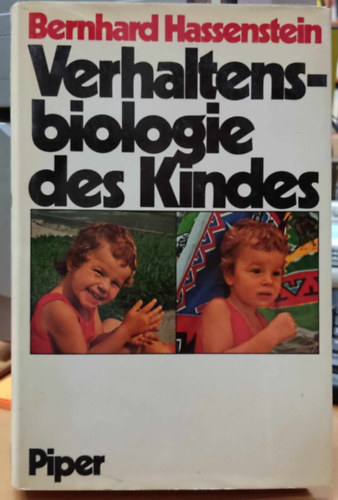 Bernhard Hassenstein
Verhaltens-
biologie
des Kindes
Piper